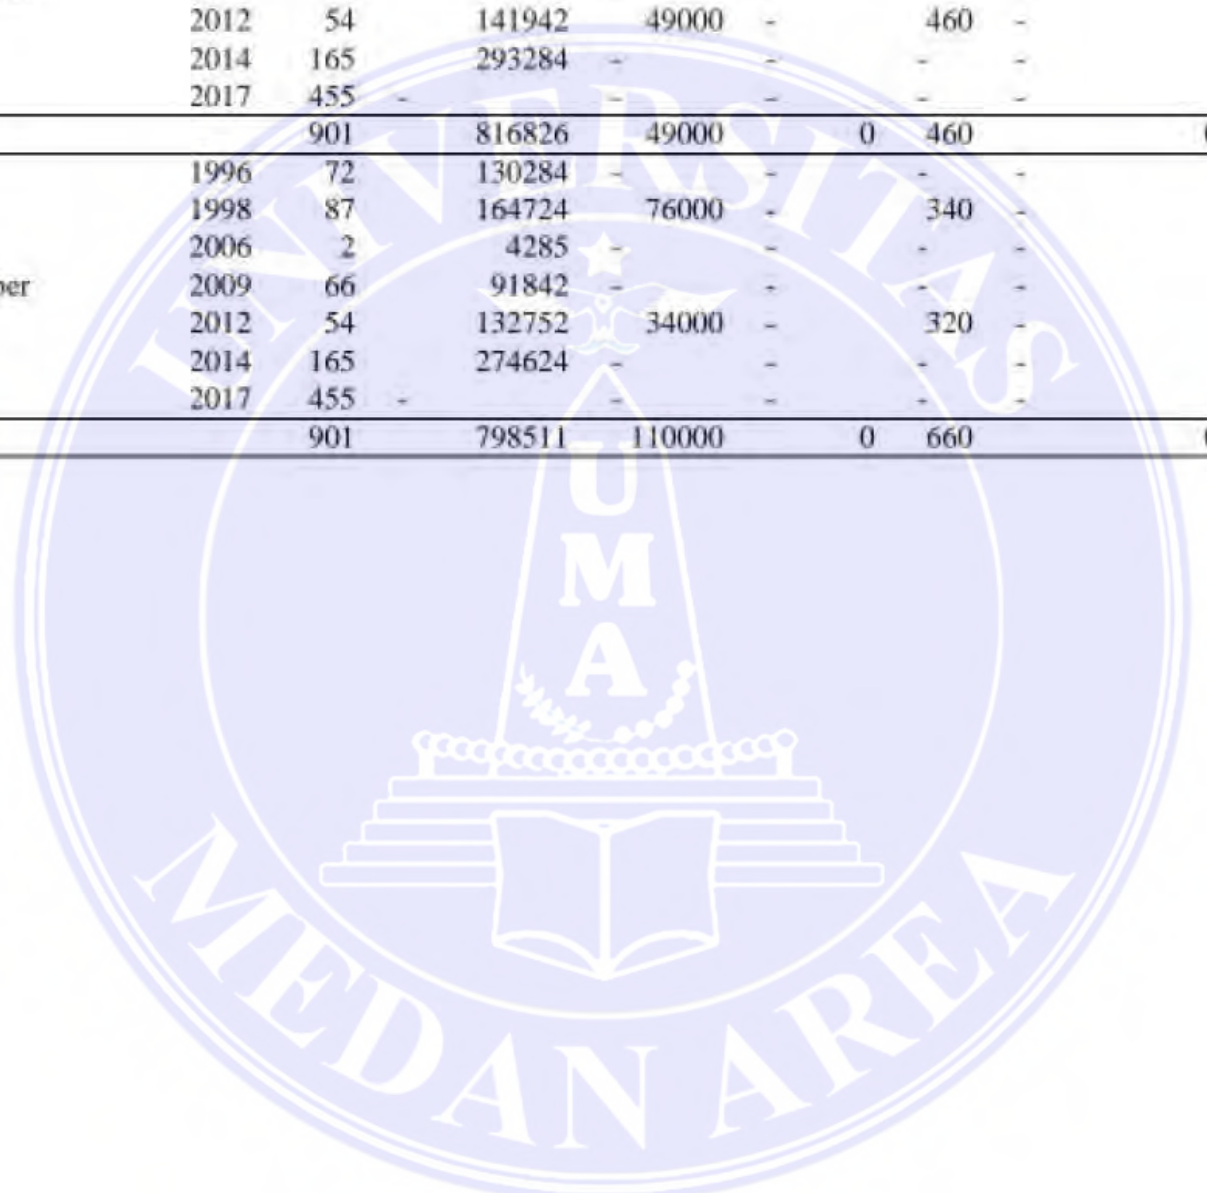 2012 54 141942 49000 - 460 -
2014 165 293284 - - - -
2017 455 - - - - -
901 816826 49000 0 460
1996 72 130284 - - - -
1998 87 164724 76000 - 340 -
2006 2 4285 - - - -
2009 66 91842 - - - -
2012 54 132752 34000 - 320 -
2014 165 274624 - - - -
2017 455 - - - - -
901 798511 110000 0 660
UNIVERSITAS
U
M
A
MEDAN AREA